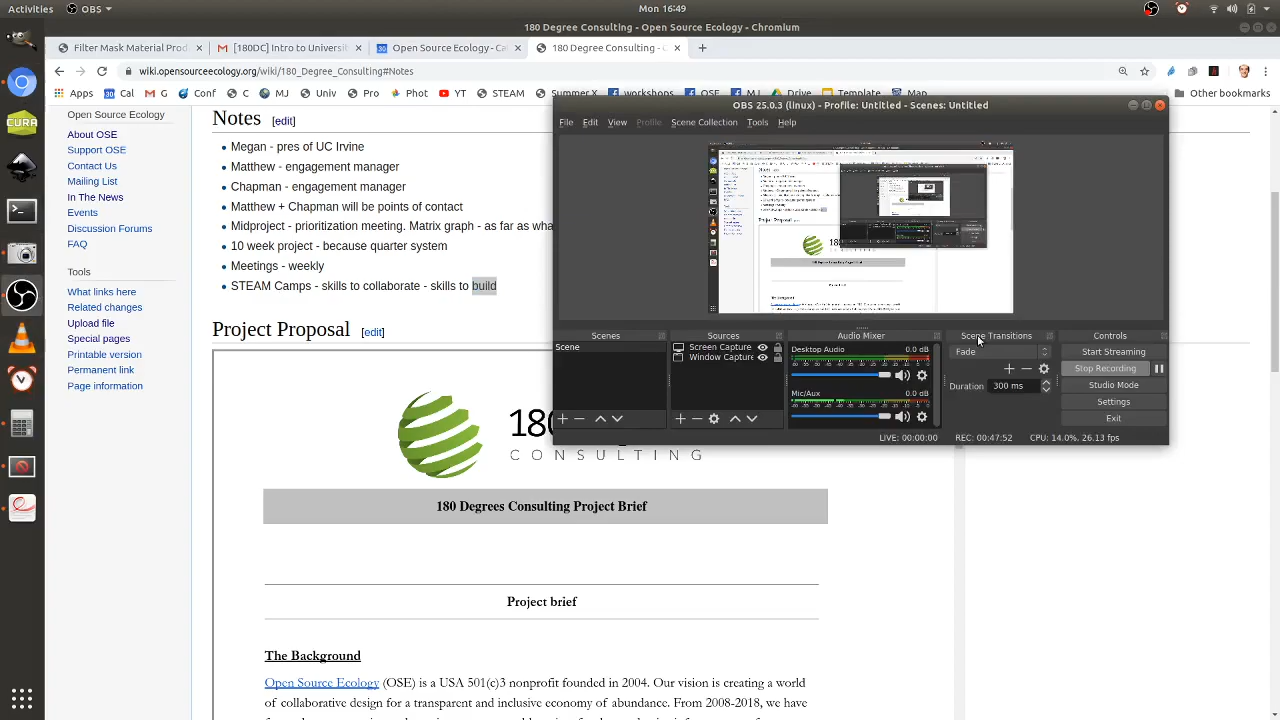 Activities
OBS
Mon 16:49
180 Degree Consulting - Open Source Ecology - Chromium
Filter Mask Material Prod
[180DC] Intro to Universit
Open Source Ecology - Ca
180 Degree Consulting - O
wiki.opensourceecology.org/wiki/180_Degree_Consulting#Notes
Apps
Cal
G
Conf
C
MJ
Univ
Pro
Phot
YT
STEAM
Summer X
workshops
OSE
MJ
Drive
Template
Map
Other bookmarks
CURA
Open Source Ecology
About OSE
Support OSE
Contact Us
Mailing List
In The News
Events
Discussion Forums
FAQ
Tools
What links here
Related changes
Upload file
Special pages
Printable version
Permanent link
Page information
Notes [edit]
Megan - pres of UC Irvine
Matthew - engagement manager
Chapman - engagement manager
Matthew + Chapman will be points of contact
Midproject - prioritization meeting. Matrix graph - as far as wha
10 week project - because quarter system
Meetings - weekly
STEAM Camps - skills to collaborate - skills to build
Project Proposal [edit]
OBS 25.0.3 (linux) - Profile: Untitled - Scenes: Untitled
File Edit View Profile Scene Collection Tools Help
Scenes
Scene
Sources
Screen Capture
Window Capture
Audio Mixer
Desktop Audio 0.0 dB
Mic/Aux 0.0 dB
Scene Transitions
Fade
Duration 300 ms
Controls
Start Streaming
Stop Recording
Studio Mode
Settings
Exit
LIVE: 00:00:00 REC: 00:47:52 CPU: 14.0%, 26.13 fps
180
CONSULTING
180 Degrees Consulting Project Brief
Project brief
The Background
Open Source Ecology (OSE) is a USA 501(c)3 nonprofit founded in 2004. Our vision is creating a world
of collaborative design for a transparent and inclusive economy of abundance. From 2008-2018, we have